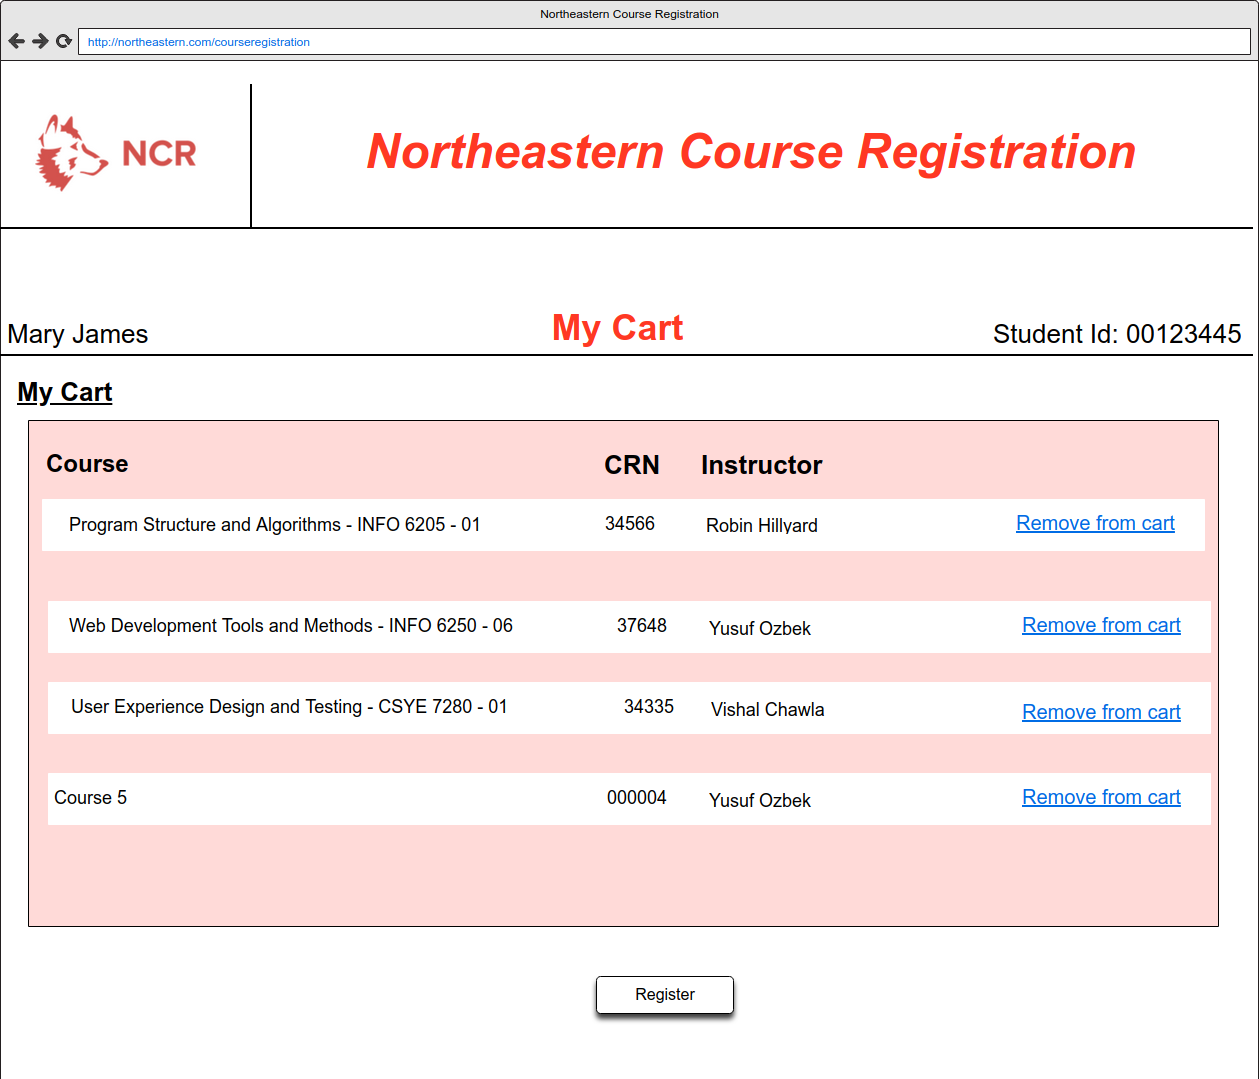 Northeastern Course Registration
http://northeastern.com/courseregistration
NCR
Northeastern Course Registration
Mary James
My Cart
Student Id: 00123445
My Cart
Course CRN Instructor
Program Structure and Algorithms - INFO 6205 - 01 34566 Robin Hillyard Remove from cart
Web Development Tools and Methods - INFO 6250 - 06 37648 Yusuf Ozbek Remove from cart
User Experience Design and Testing - CSYE 7280 - 01 34335 Vishal Chawla Remove from cart
Course 5 000004 Yusuf Ozbek Remove from cart
Register